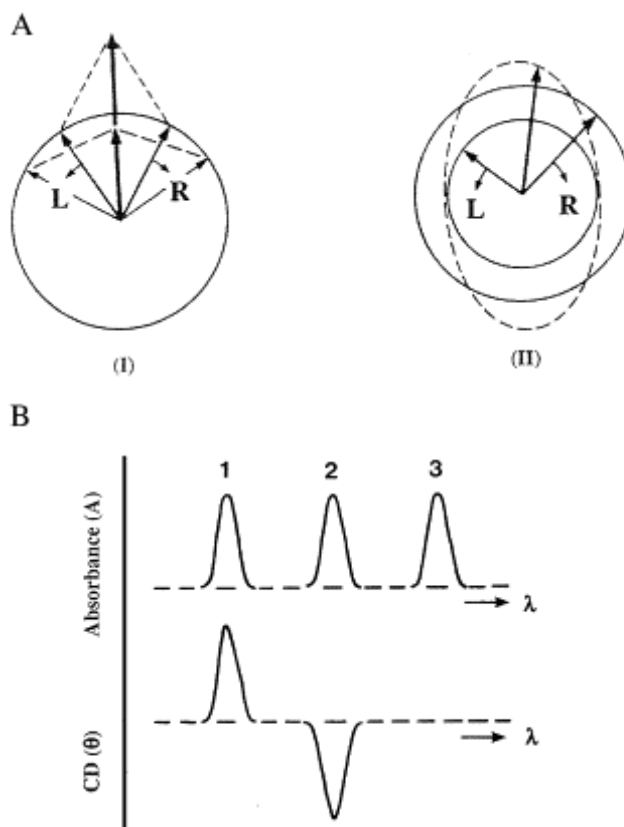 A
L R
L R
(I)
(II)
B
1 2 3
Absorbance (A)
λ
CD (θ)
λ